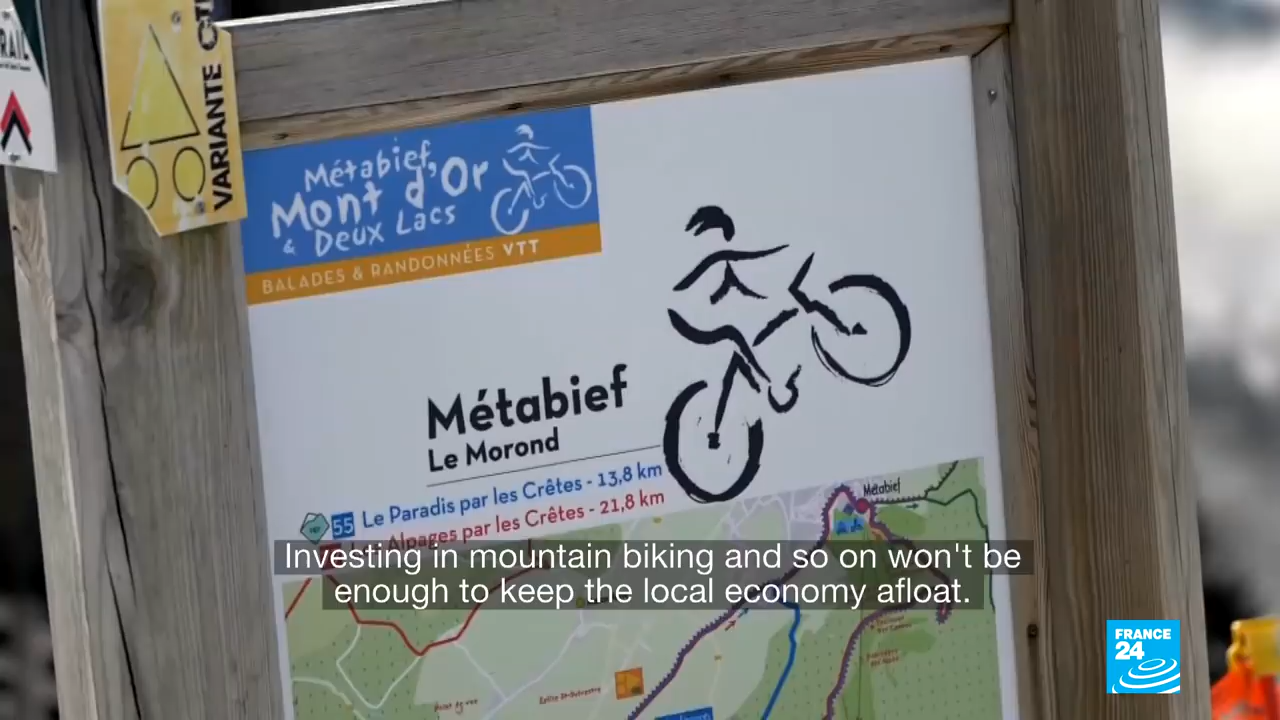 RAIL
VARIANTE
Métabief
Mont d'Or
& Deux Lacs
BALADES & RANDONNÉES VTT
Métabief
Le Morond
55 Le Paradis par les Crêtes - 13,8 km
Alpages par les Crêtes - 21,8 km
Métabief
Investing in mountain biking and so on won't be
enough to keep the local economy afloat.
FRANCE
24